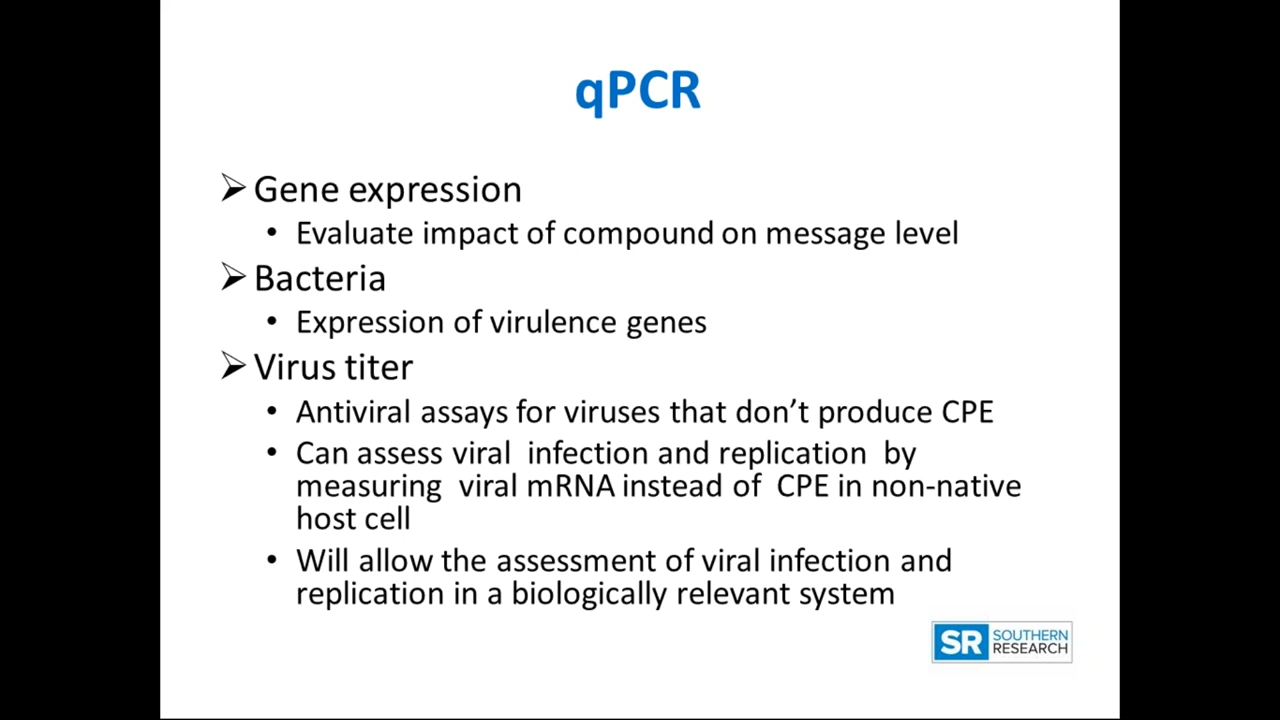 qPCR
➢ Gene expression
• Evaluate impact of compound on message level
➢ Bacteria
• Expression of virulence genes
➢ Virus titer
• Antiviral assays for viruses that don’t produce CPE
• Can assess viral infection and replication by
measuring viral mRNA instead of CPE in non-native
host cell
• Will allow the assessment of viral infection and
replication in a biologically relevant system
SR SOUTHERN
RESEARCH